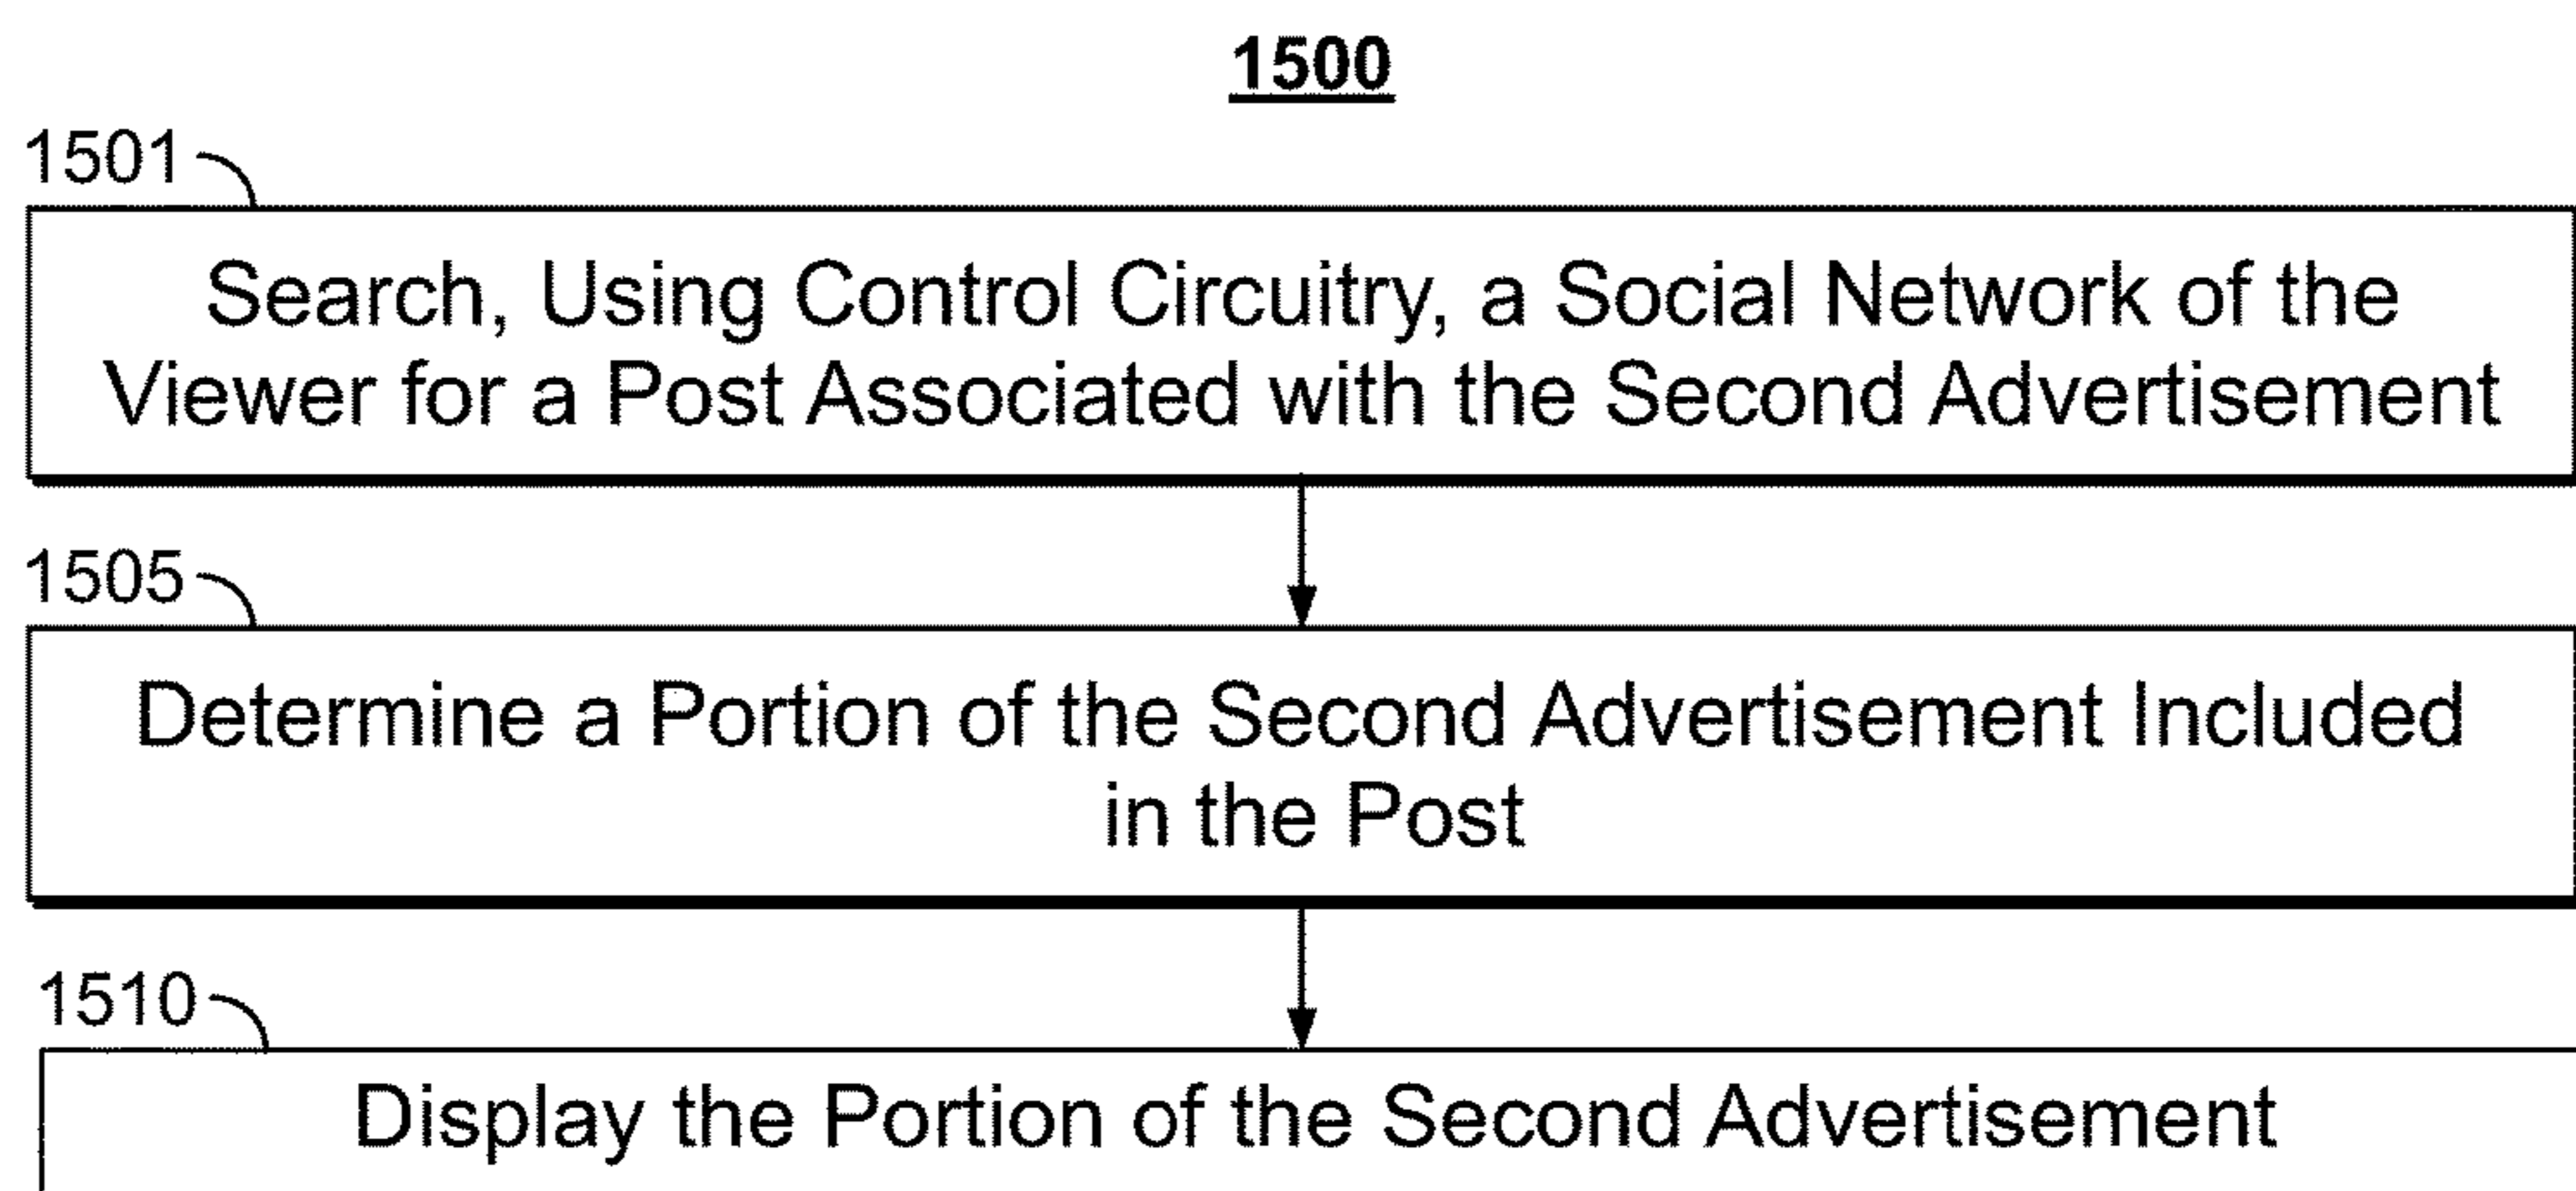 1500
1501
Search, Using Control Circuitry, a Social Network of the
Viewer for a Post Associated with the Second Advertisement
1505
Determine a Portion of the Second Advertisement Included
in the Post
1510
Display the Portion of the Second Advertisement